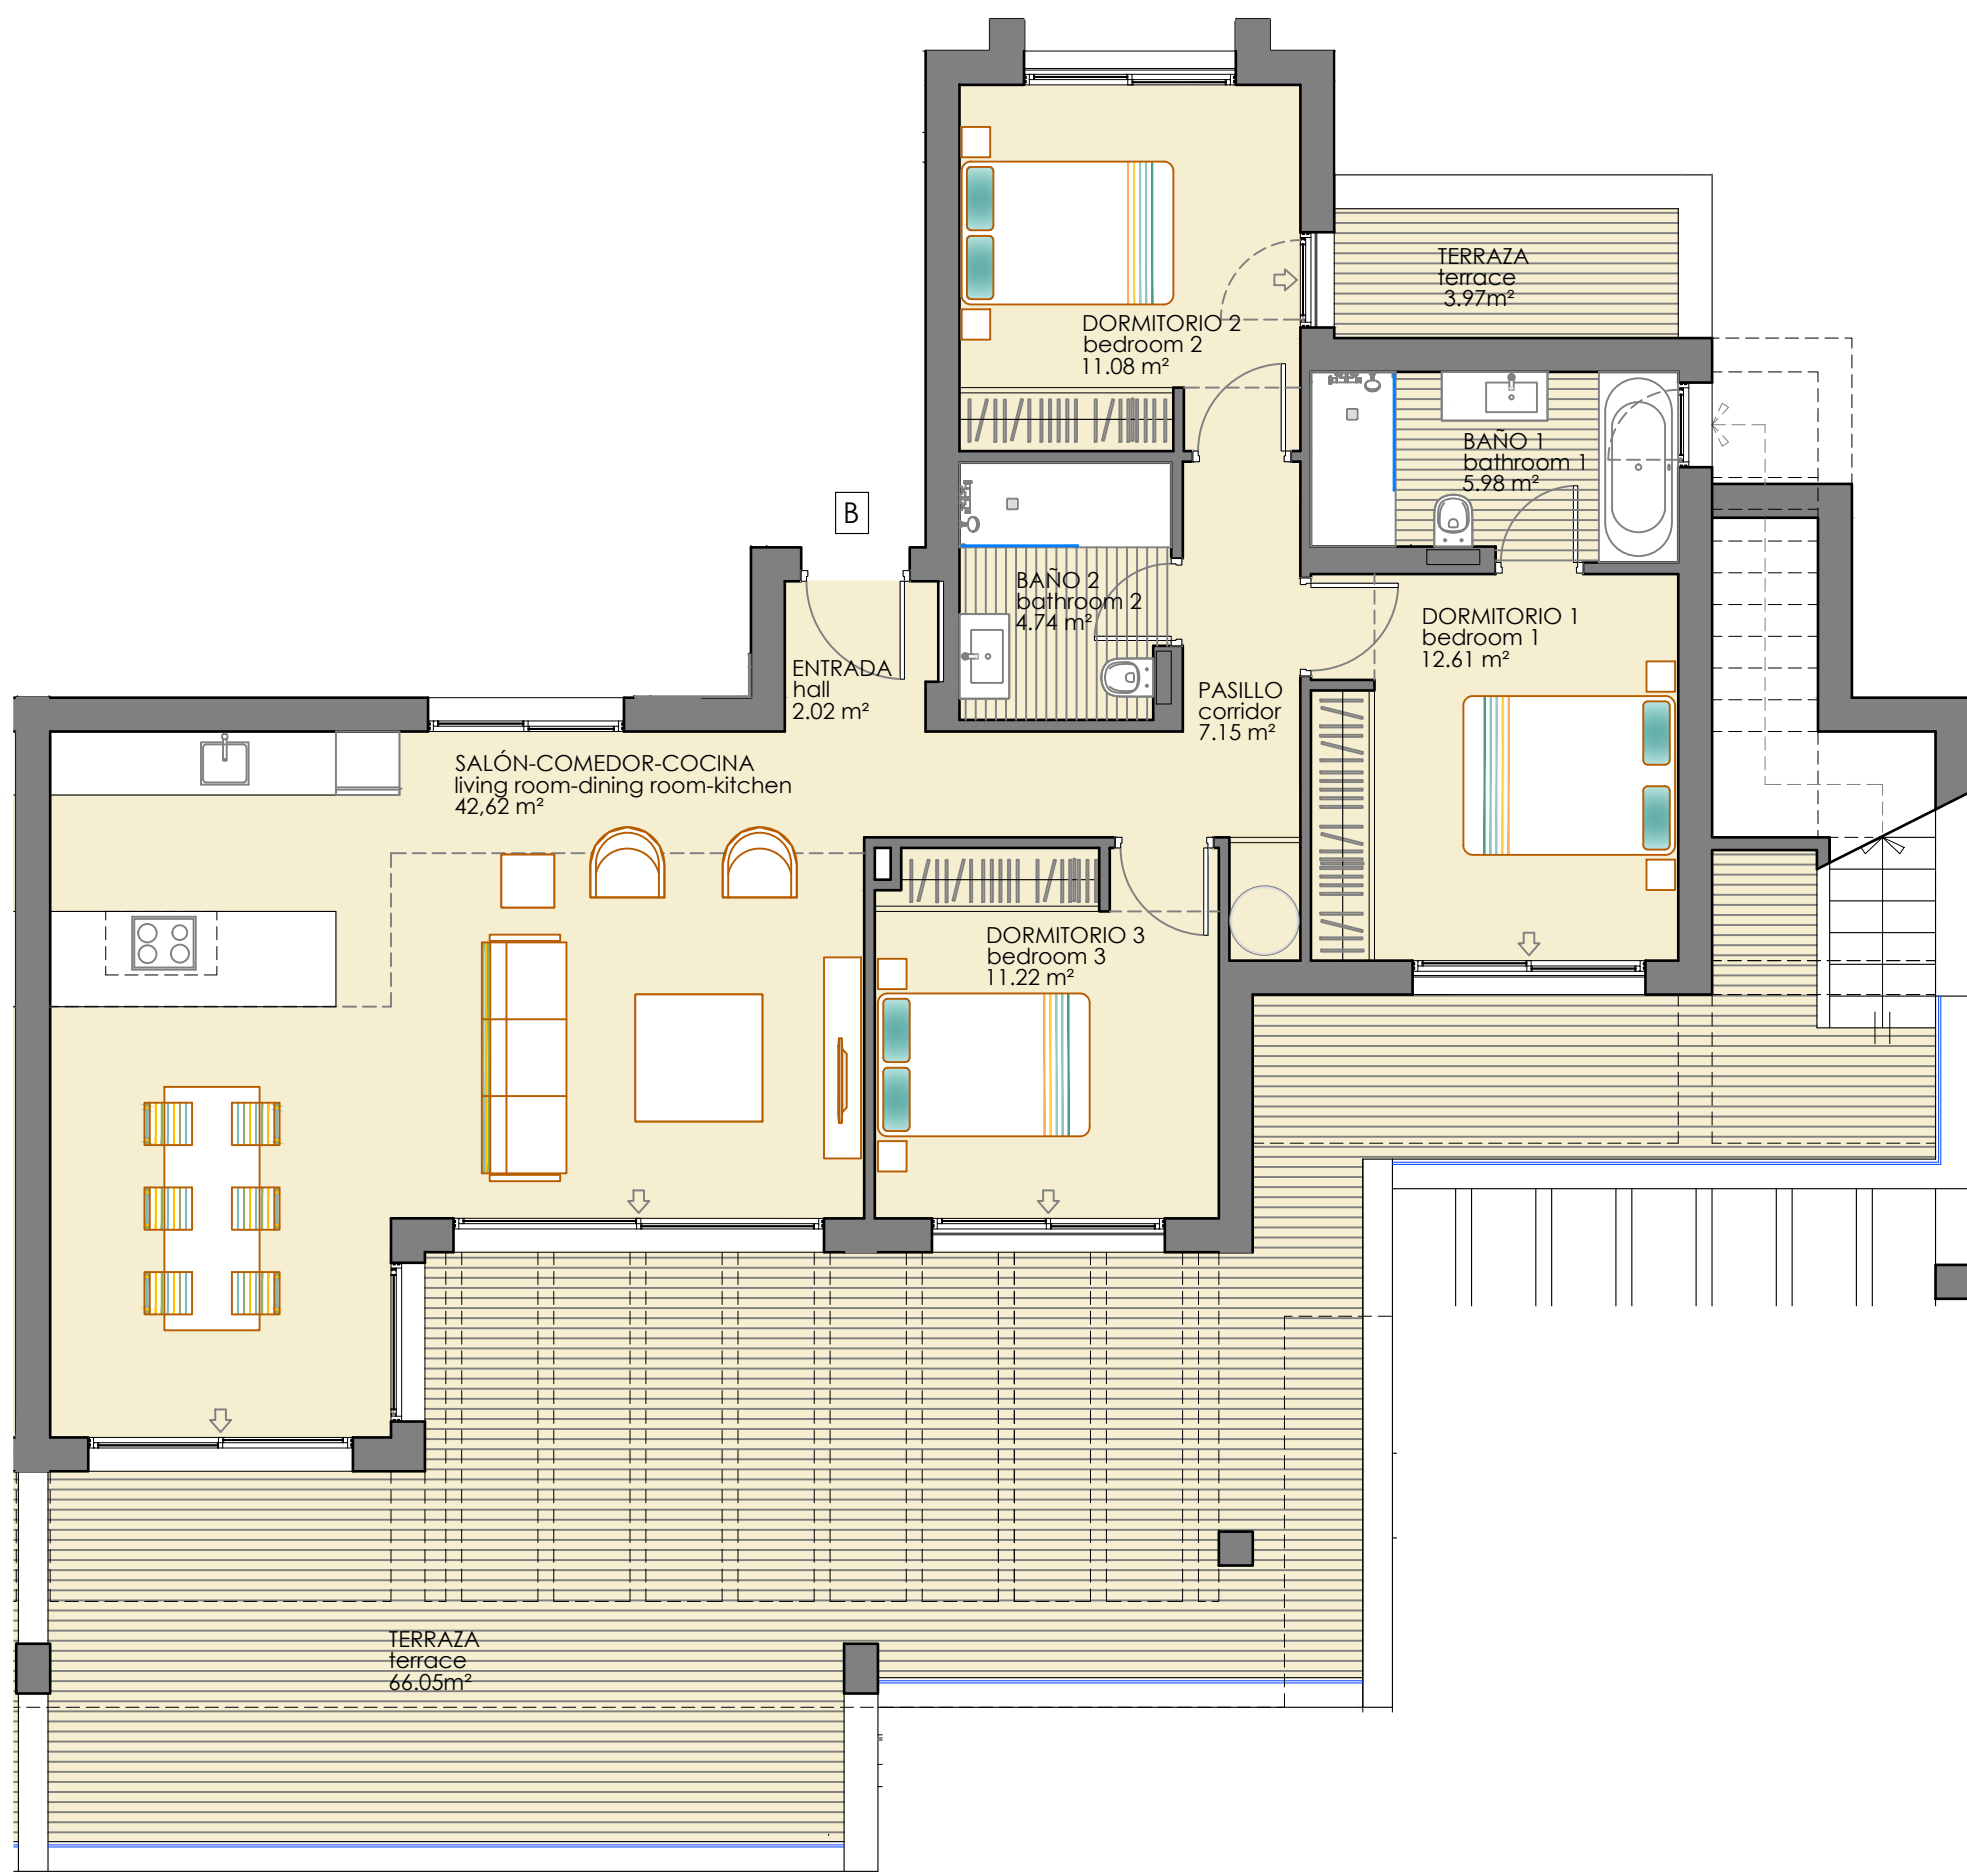 TERRAZA
terrace
3.97m²
DORMITORIO 2
bedroom 2
11.08 m²
BAÑO 1
bathroom 1
5.98 m²
B
BAÑO 2
bathroom 2
4.74 m²
DORMITORIO 1
bedroom 1
12.61 m²
ENTRADA
hall
2.02 m²
PASILLO
corridor
7.15 m²
SALÓN-COMEDOR-COCINA
living room-dining room-kitchen
42,62 m²
DORMITORIO 3
bedroom 3
11.22 m²
TERRAZA
terrace
66.05m²